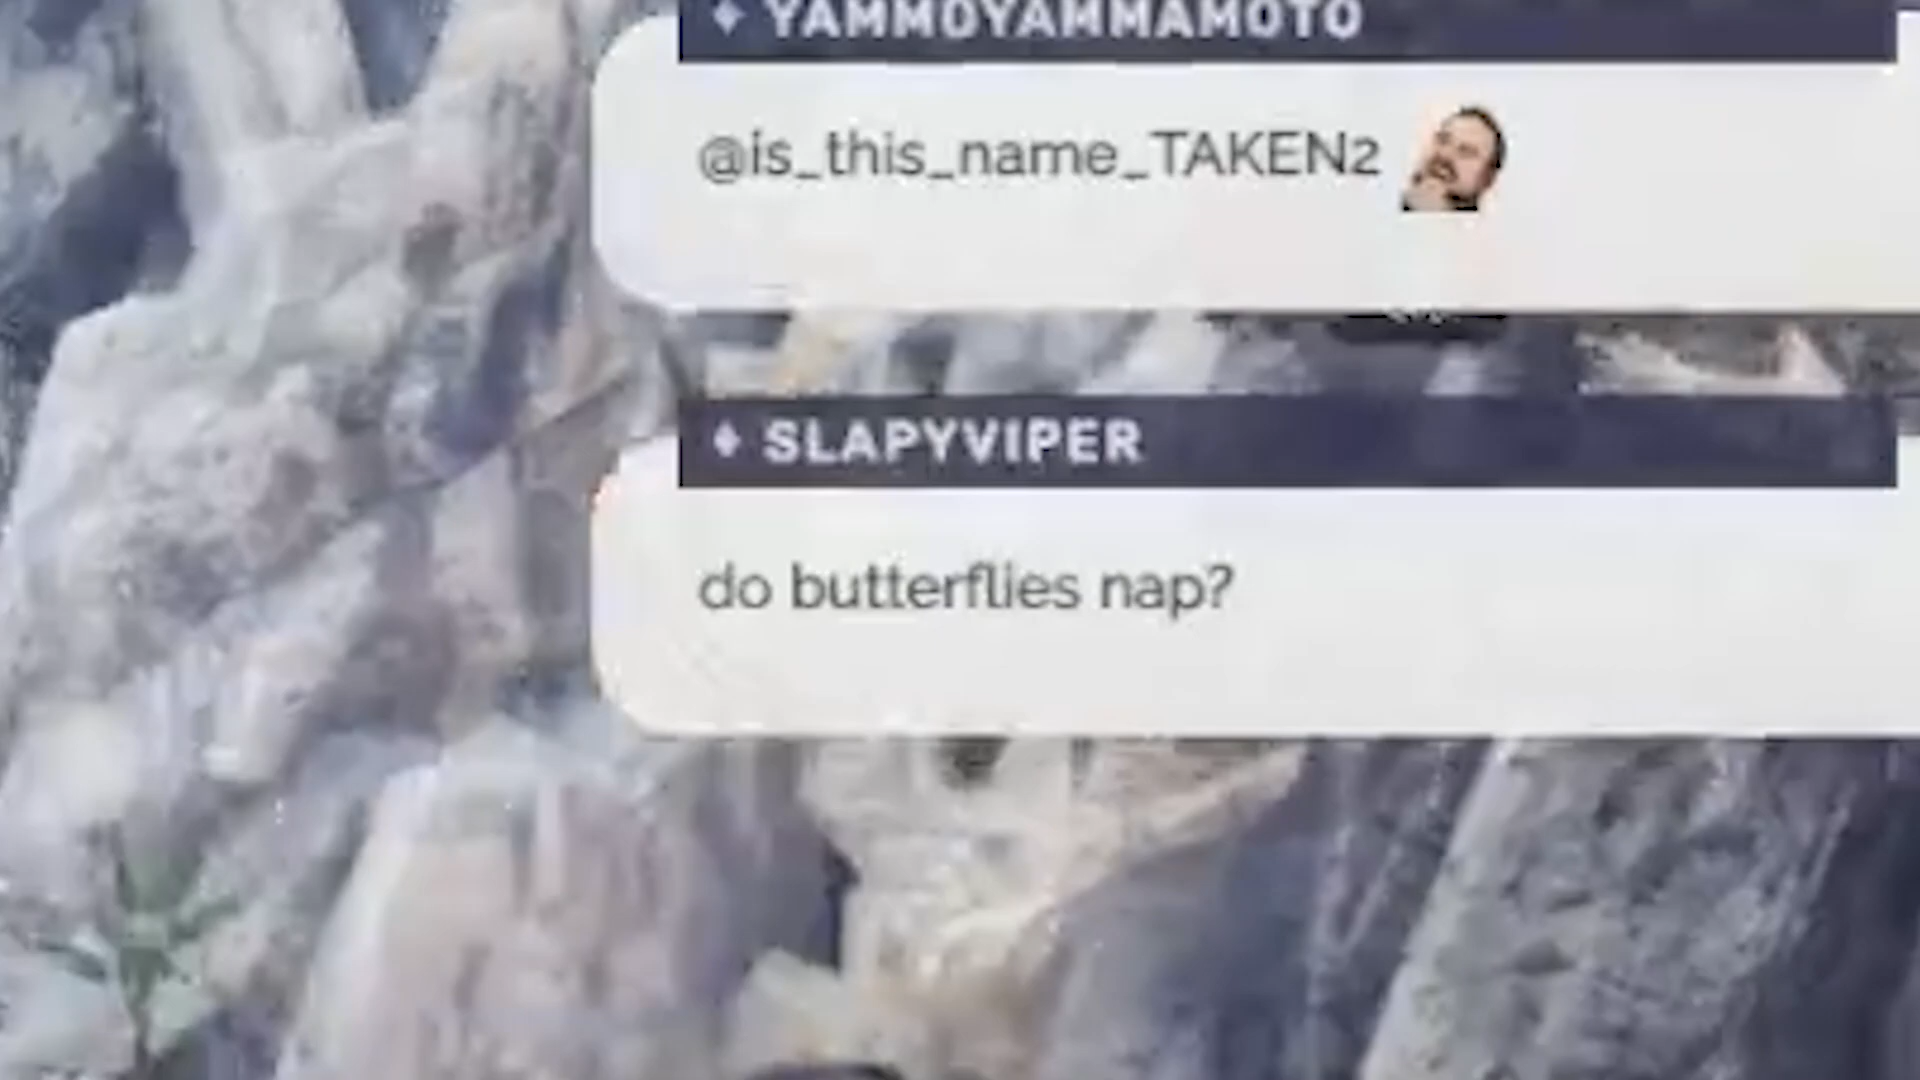 YAMMOYAMMAMOTO
@is_this_name_TAKEN2
SLAPYVIPER
do butterflies nap?